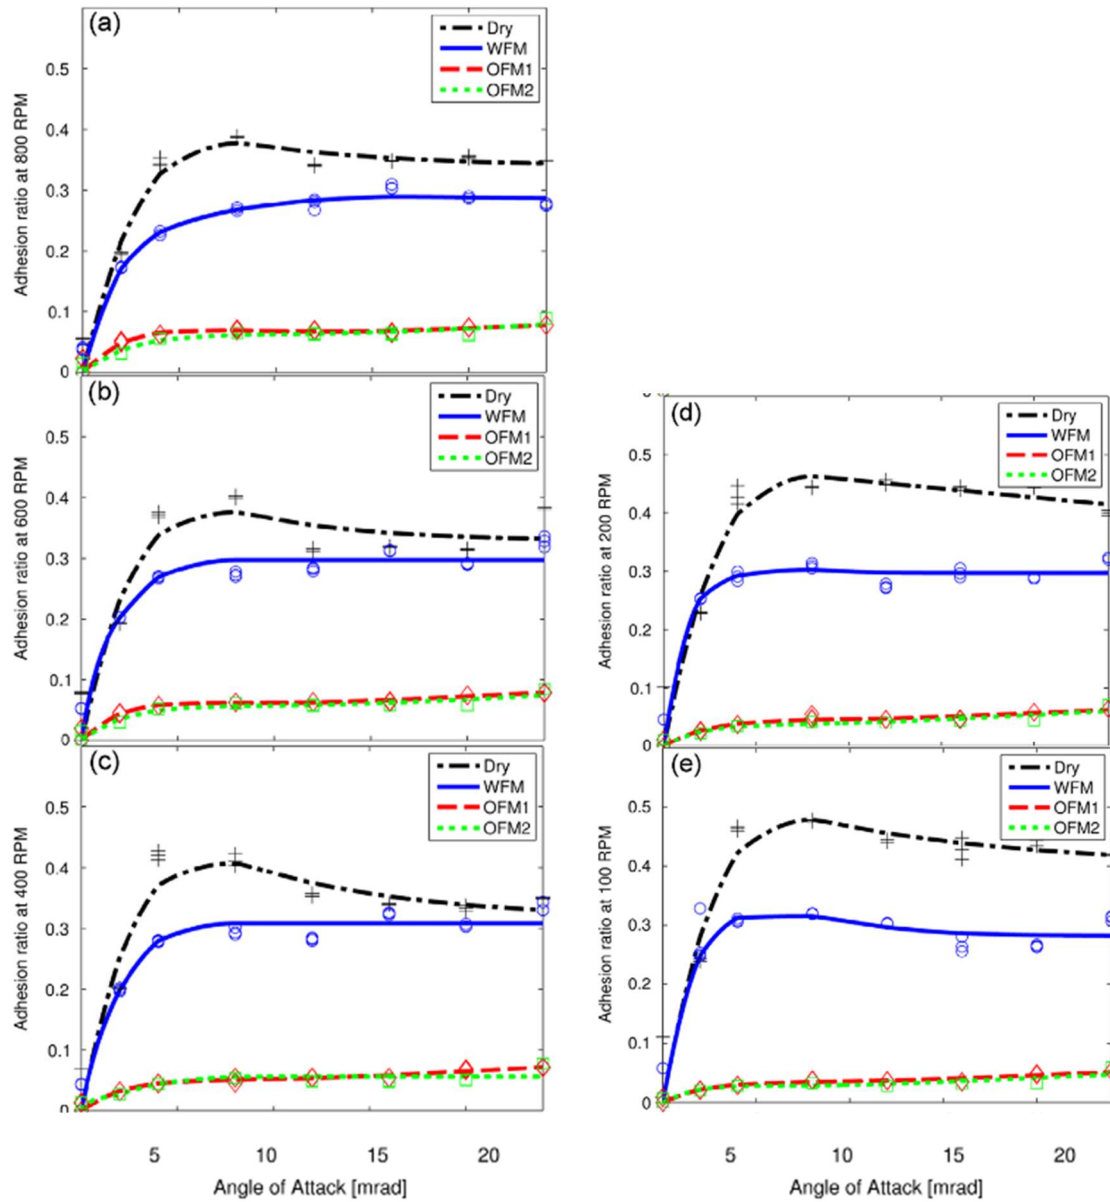 (a)
Dry
WFM
OFM1
OFM2
Adhesion ratio at 800 RPM
0.5
0.4
0.3
0.2
0.1
0
(b)
Dry
WFM
OFM1
OFM2
Adhesion ratio at 600 RPM
0.5
0.4
0.3
0.2
0.1
0
(c)
Dry
WFM
OFM1
OFM2
Adhesion ratio at 400 RPM
0.5
0.4
0.3
0.2
0.1
0
5 10 15 20
Angle of Attack [mrad]
(d)
Dry
WFM
OFM1
OFM2
Adhesion ratio at 200 RPM
0.5
0.4
0.3
0.2
0.1
0
(e)
Dry
WFM
OFM1
OFM2
Adhesion ratio at 100 RPM
0.5
0.4
0.3
0.2
0.1
0
5 10 15 20
Angle of Attack [mrad]